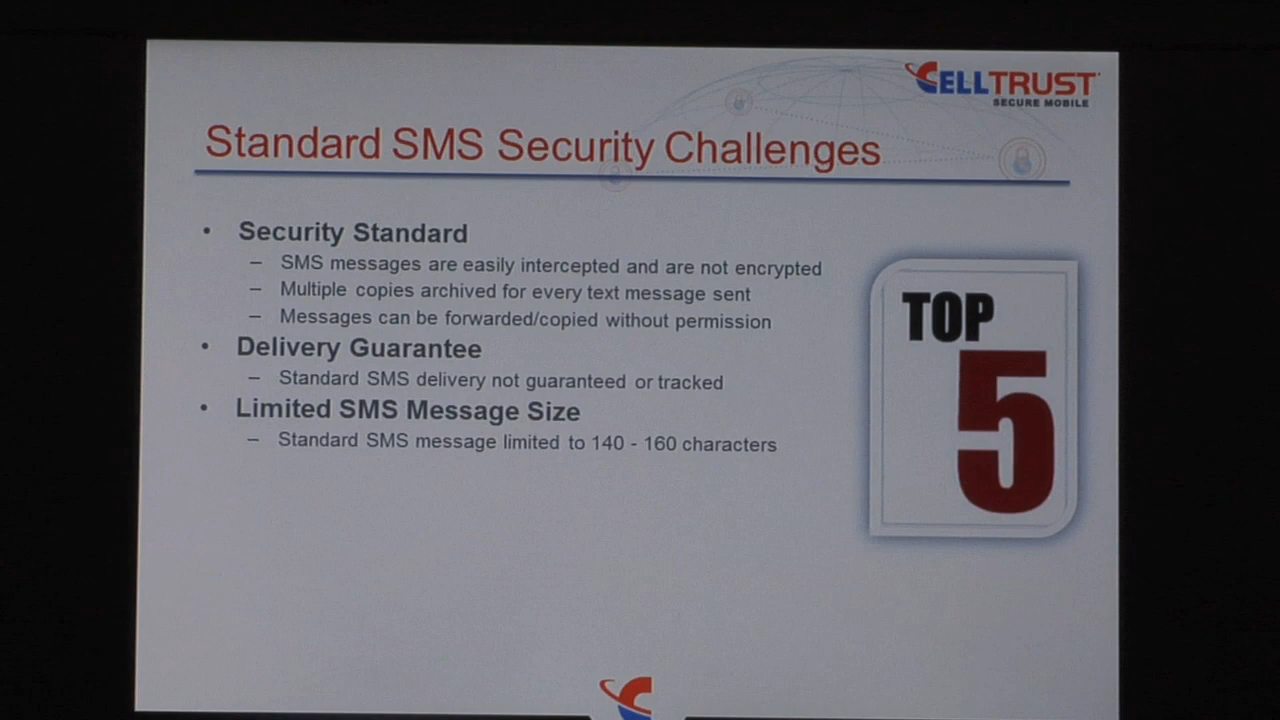 CELLTRUST
SECURE MOBILE
Standard SMS Security Challenges
• Security Standard
– SMS messages are easily intercepted and are not encrypted
– Multiple copies archived for every text message sent
– Messages can be forwarded/copied without permission
• Delivery Guarantee
– Standard SMS delivery not guaranteed or tracked
• Limited SMS Message Size
– Standard SMS message limited to 140 - 160 characters
TOP
5